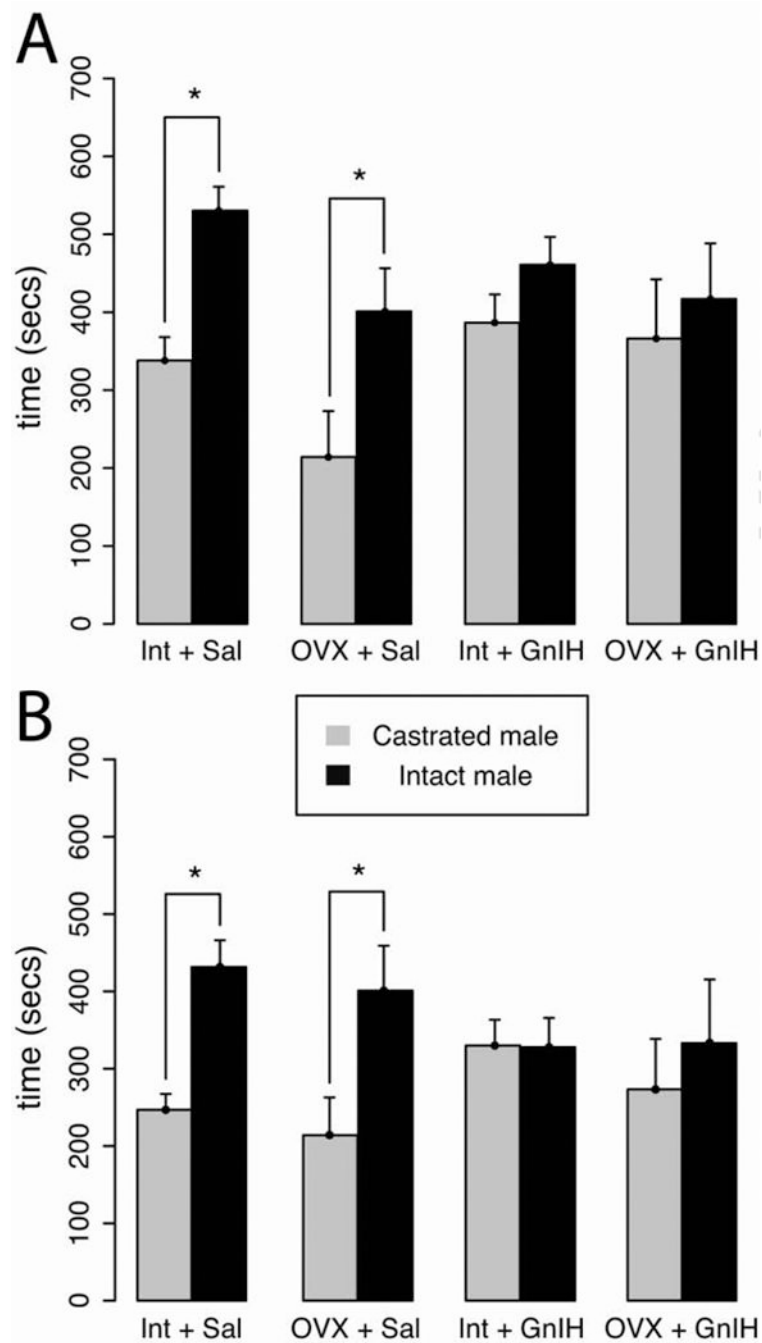 A
700
600
500
400
300
200
100
0
time (secs)
*
*
Int + Sal
OVX + Sal
Int + GnIH
OVX + GnIH
B
Castrated male
Intact male
700
600
500
400
300
200
100
0
time (secs)
*
*
Int + Sal
OVX + Sal
Int + GnIH
OVX + GnIH